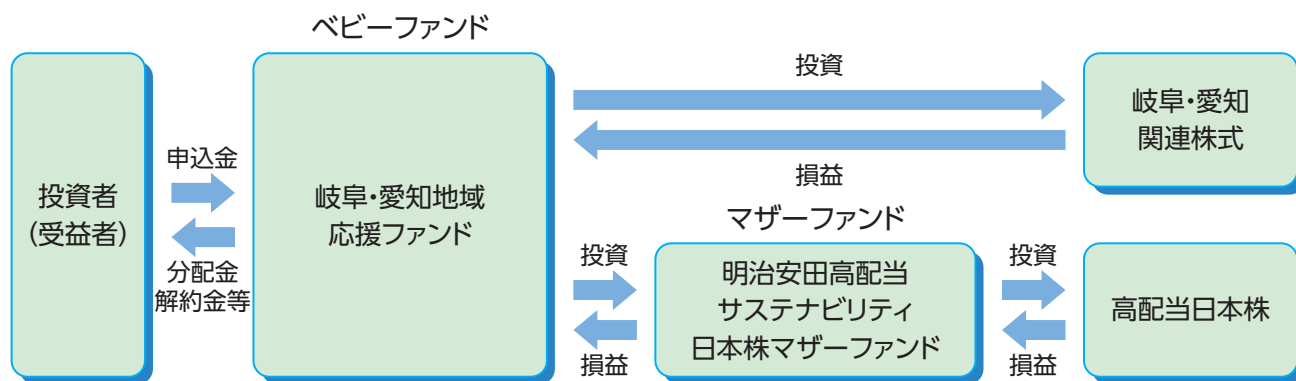 ベビーファンド
投資者
(受益者)
申込金
分配金
解約金等
岐阜・愛知地域
応援ファンド
投資
損益
岐阜・愛知
関連株式
マザーファンド
投資
損益
明治安田高配当
サステナビリティ
日本株マザーファンド
投資
損益
高配当日本株